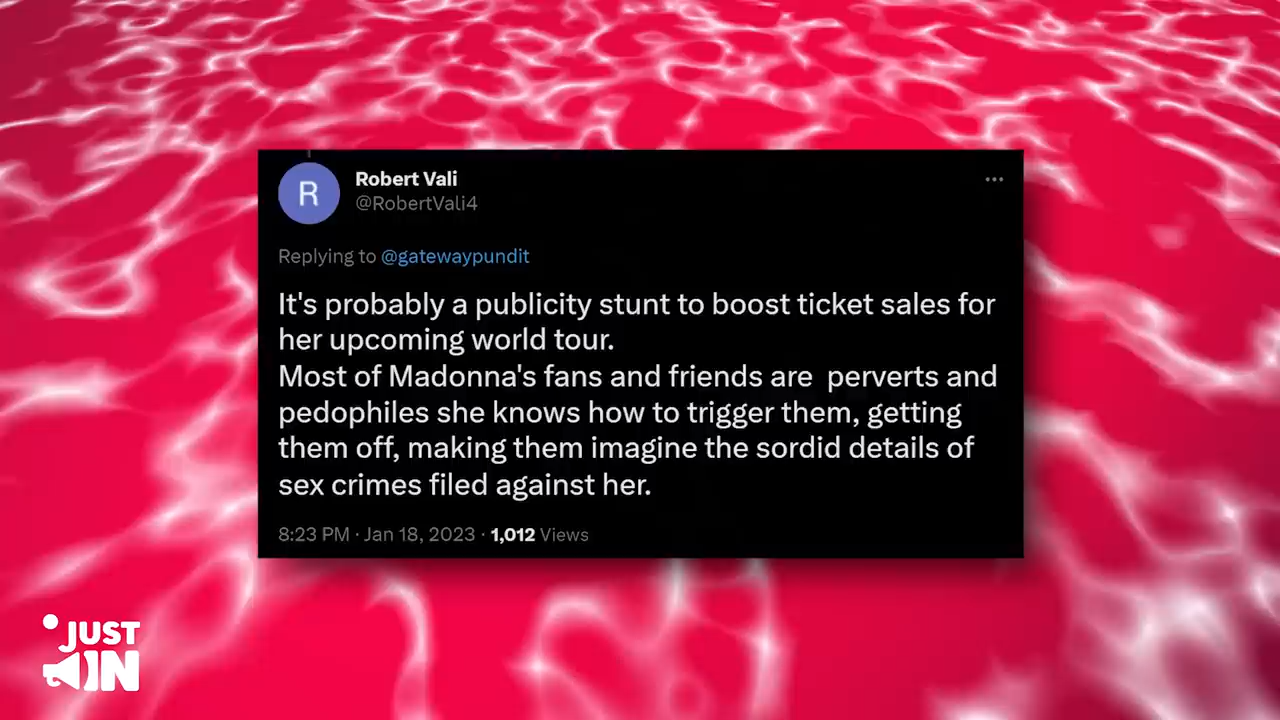 R
Robert Vali
@RobertVali4
Replying to @gatewaypundit
It's probably a publicity stunt to boost ticket sales for
her upcoming world tour.
Most of Madonna's fans and friends are  perverts and
pedophiles she knows how to trigger them, getting
them off, making them imagine the sordid details of
sex crimes filed against her.
8:23 PM · Jan 18, 2023 · 1,012 Views
JUST
IN